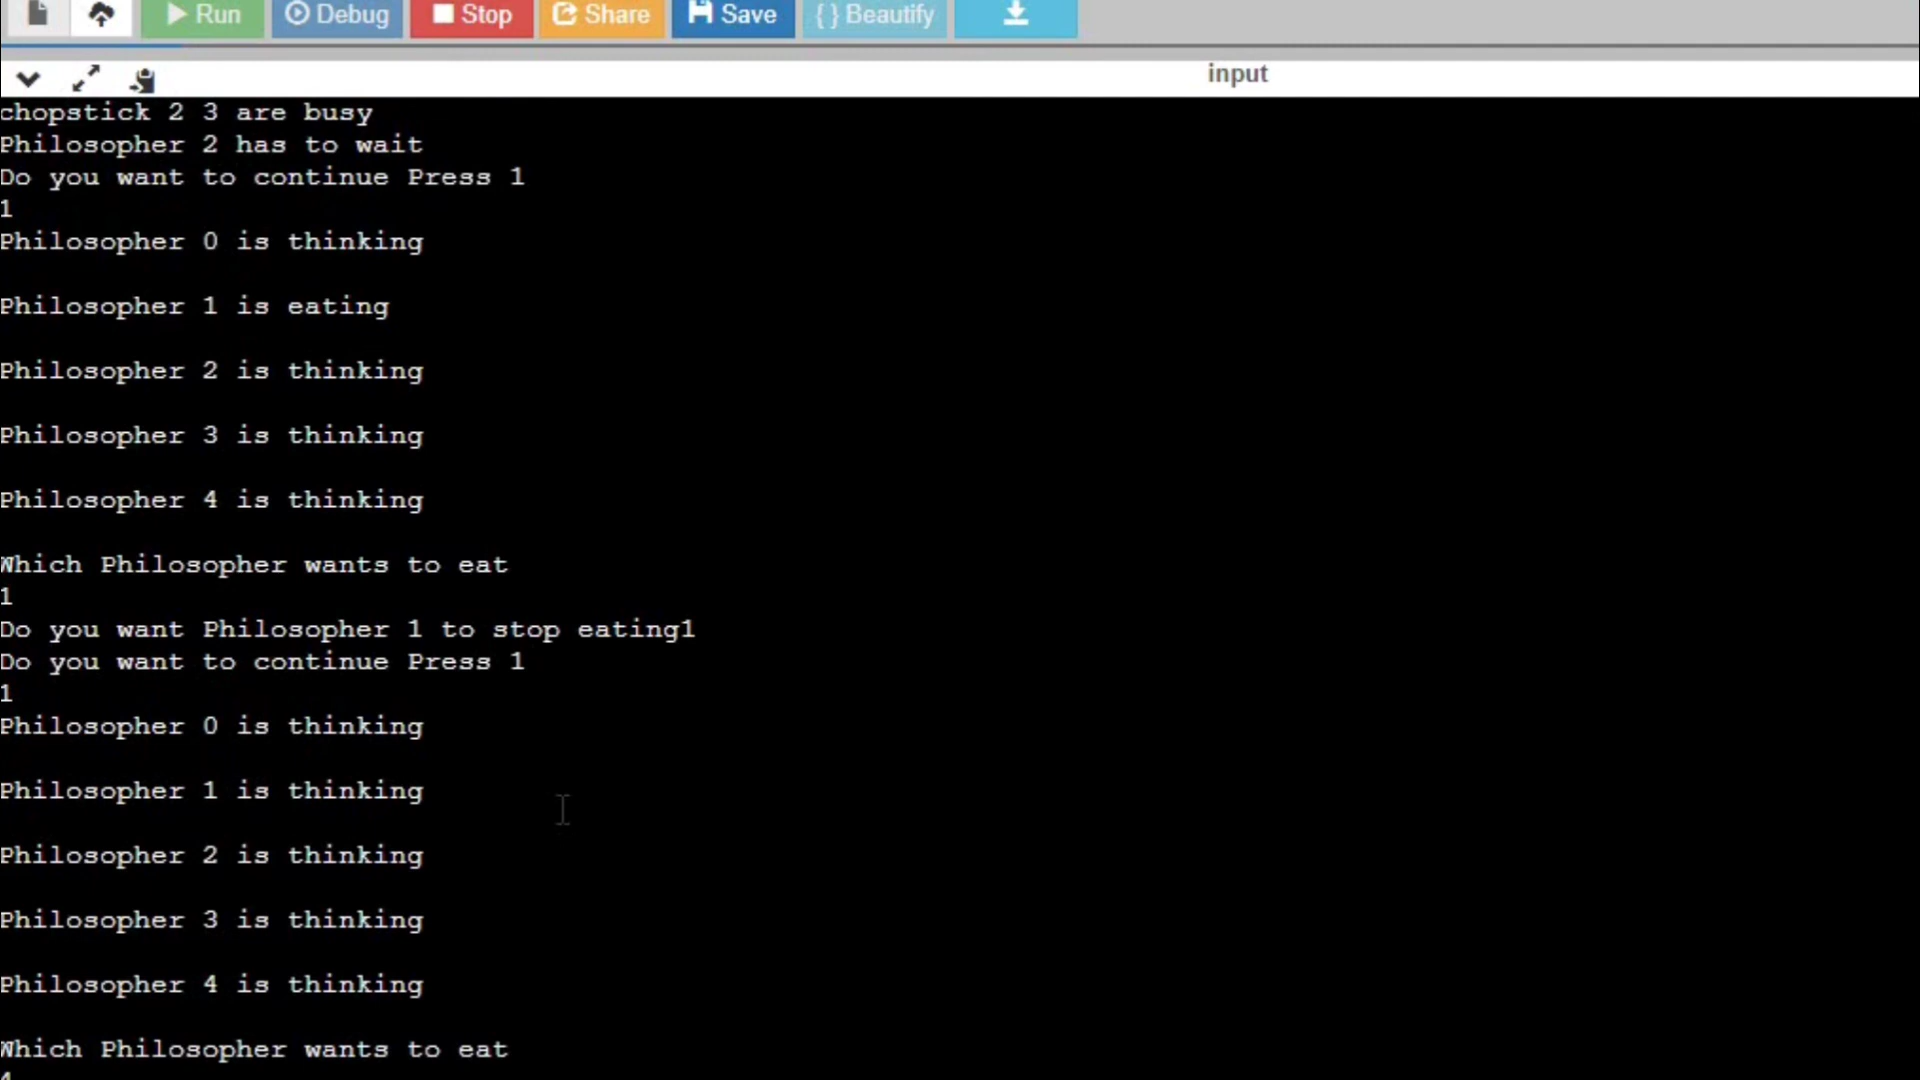 Run Debug Stop Share Save {} Beautify
input
chopstick 2 3 are busy
Philosopher 2 has to wait
Do you want to continue Press 1
1
Philosopher 0 is thinking
Philosopher 1 is eating
Philosopher 2 is thinking
Philosopher 3 is thinking
Philosopher 4 is thinking
Which Philosopher wants to eat
1
Do you want Philosopher 1 to stop eating1
Do you want to continue Press 1
1
Philosopher 0 is thinking
Philosopher 1 is thinking
Philosopher 2 is thinking
Philosopher 3 is thinking
Philosopher 4 is thinking
Which Philosopher wants to eat